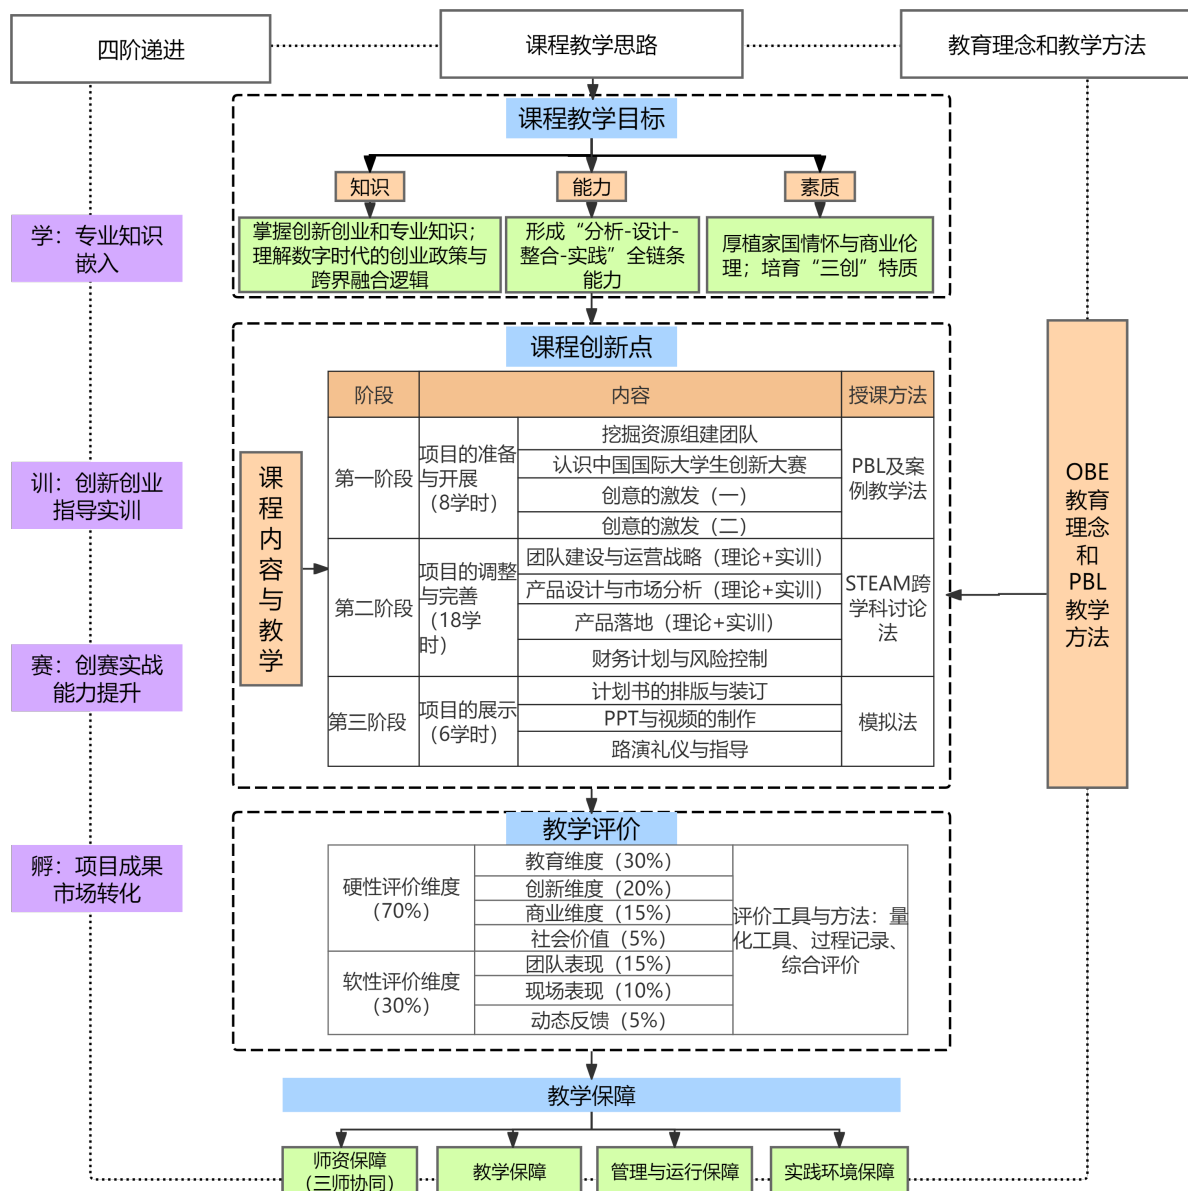 四阶递进
课程教学思路
教育理念和教学方法
课程教学目标
知识
能力
素质
掌握创新创业和专业知识；
理解数字时代的创业政策与
跨界融合逻辑
形成“分析-设计-
整合-实践”全链条
能力
厚植家国情怀与商业伦
理；培育“三创”特质
学：专业知识
嵌入
训：创新创业
指导实训
赛：创赛实战
能力提升
孵：项目成果
市场转化
课程创新点
课
程
内
容
与
教
学
阶段
内容
授课方法
第一阶段
项目的准备
与开展
（8学时）
挖掘资源组建团队
认识中国国际大学生创新大赛
创意的激发（一）
创意的激发（二）
PBL及案
例教学法
第二阶段
项目的调整
与完善
（18学
时）
团队建设与运营战略（理论+实训）
产品设计与市场分析（理论+实训）
产品落地（理论+实训）
财务计划与风险控制
STEAM跨
学科讨论
法
第三阶段
项目的展示
（6学时）
计划书的排版与装订
PPT与视频的制作
路演礼仪与指导
模拟法
OBE
教育
理念
和
PBL
教学
方法
教学评价
硬性评价维度
（70%）
教育维度（30%）
创新维度（20%）
商业维度（15%）
社会价值（5%）
软性评价维度
（30%）
团队表现（15%）
现场表现（10%）
动态反馈（5%）
评价工具与方法：量
化工具、过程记录、
综合评价
教学保障
师资保障
（三师协同）
教学保障
管理与运行保障
实践环境保障